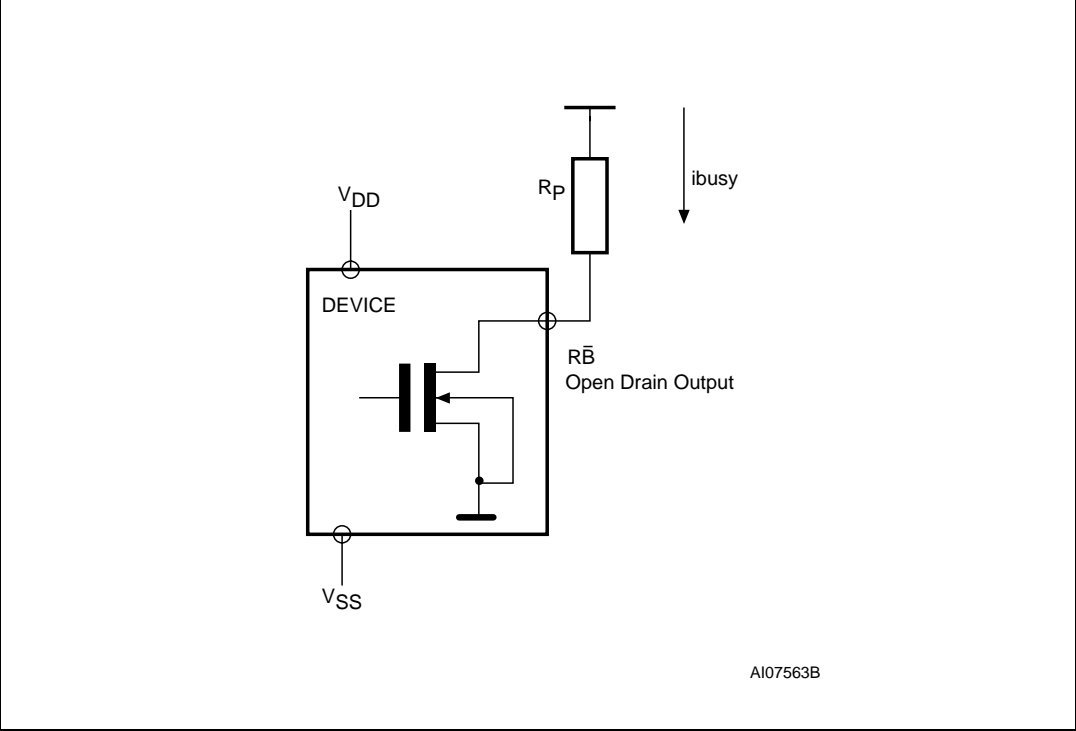 RP
ibusy
VDD
DEVICE
RB̅
Open Drain Output
VSS
AI07563B